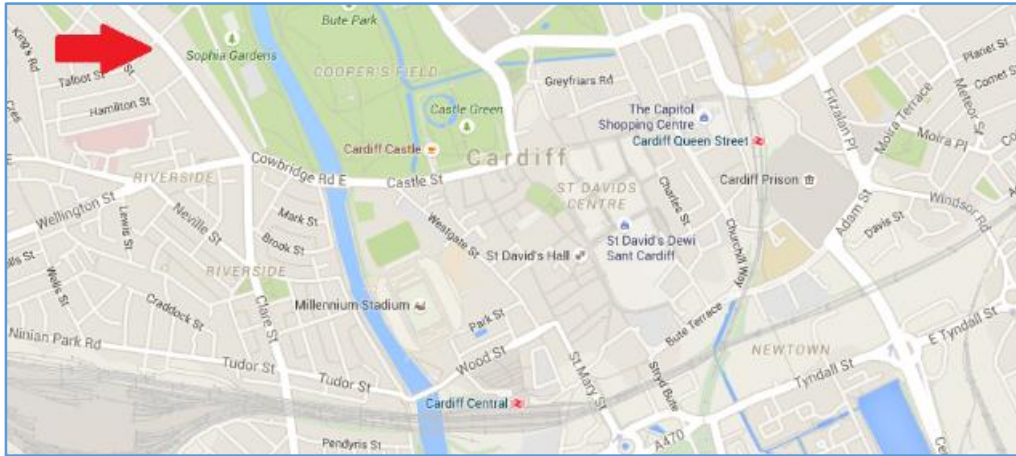 Bute Park
King's Rd
Sophia Gardens
Talbot St
St
COOPER'S FIELD
Hamilton St
Greyfriars Rd
Planet St
Comet S
Meteor St
Fitzalan Pl
Moira Terrace
Moira Pl
Castle Green
The Capitol
Shopping Centre
Cardiff Queen Street
Cardiff Castle
Cardiff
Cowbridge Rd E
Castle St
RIVERSIDE
ST DAVIDS
CENTRE
Charles St
Cardiff Prison
Adam St
Windsor Rd
Davis St
Wellington St
Lewis St
Neville St
Mark St
Brook St
Westgate St
St David's Hall
St David's Dewi
Sant Cardiff
Churchill Way
Wells St
RIVERSIDE
Craddock St
Clare St
Millennium Stadium
Park St
Bute Terrace
Ninian Park Rd
Tudor St
Tudor St
Wood St
St Mary St
Stryd Bute
NEWTOWN
Tyndall St
E Tyndall St
Cardiff Central
Pendyris St
A470